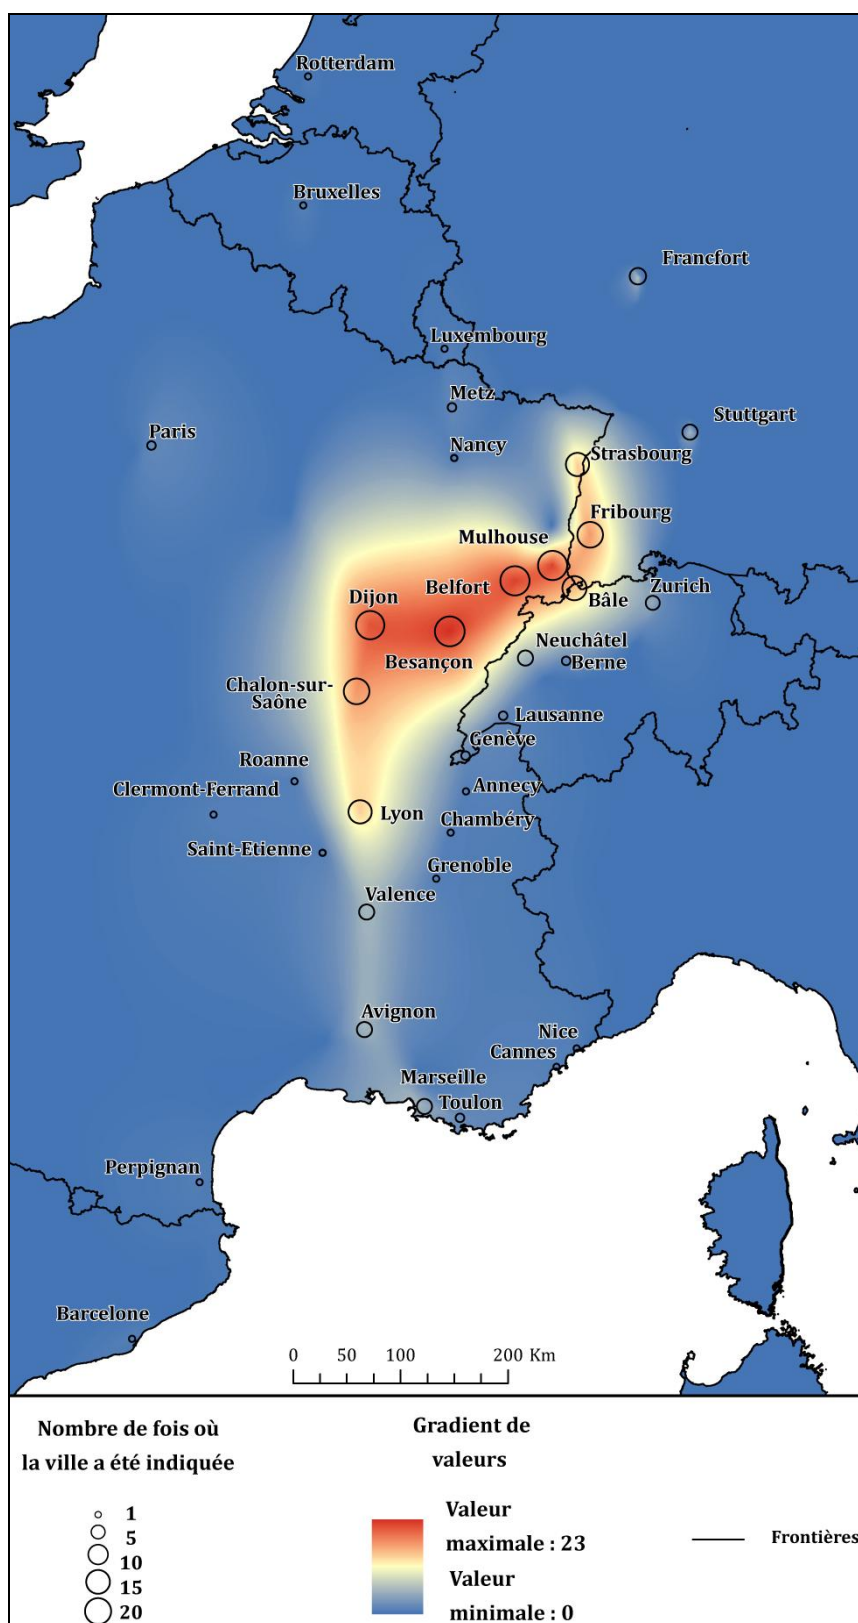 Rotterdam
Bruxelles
Francfort
Luxembourg
Metz
Stuttgart
Paris
Nancy
Strasbourg
Fribourg
Mulhouse
Belfort
Zurich
Dijon
Bâle
Neuchâtel
Besançon
Berne
Chalon-sur-
Saône
Lausanne
Genève
Roanne
Clermont-Ferrand
Annecy
Lyon
Chambéry
Saint-Etienne
Grenoble
Valence
Avignon
Nice
Cannes
Marseille
Toulon
Perpignan
Barcelone
0 50 100 200 Km
Nombre de fois où
la ville a été indiquée
1
5
10
15
20
Gradient de
valeurs
Valeur
maximale : 23
Valeur
minimale : 0
Frontières